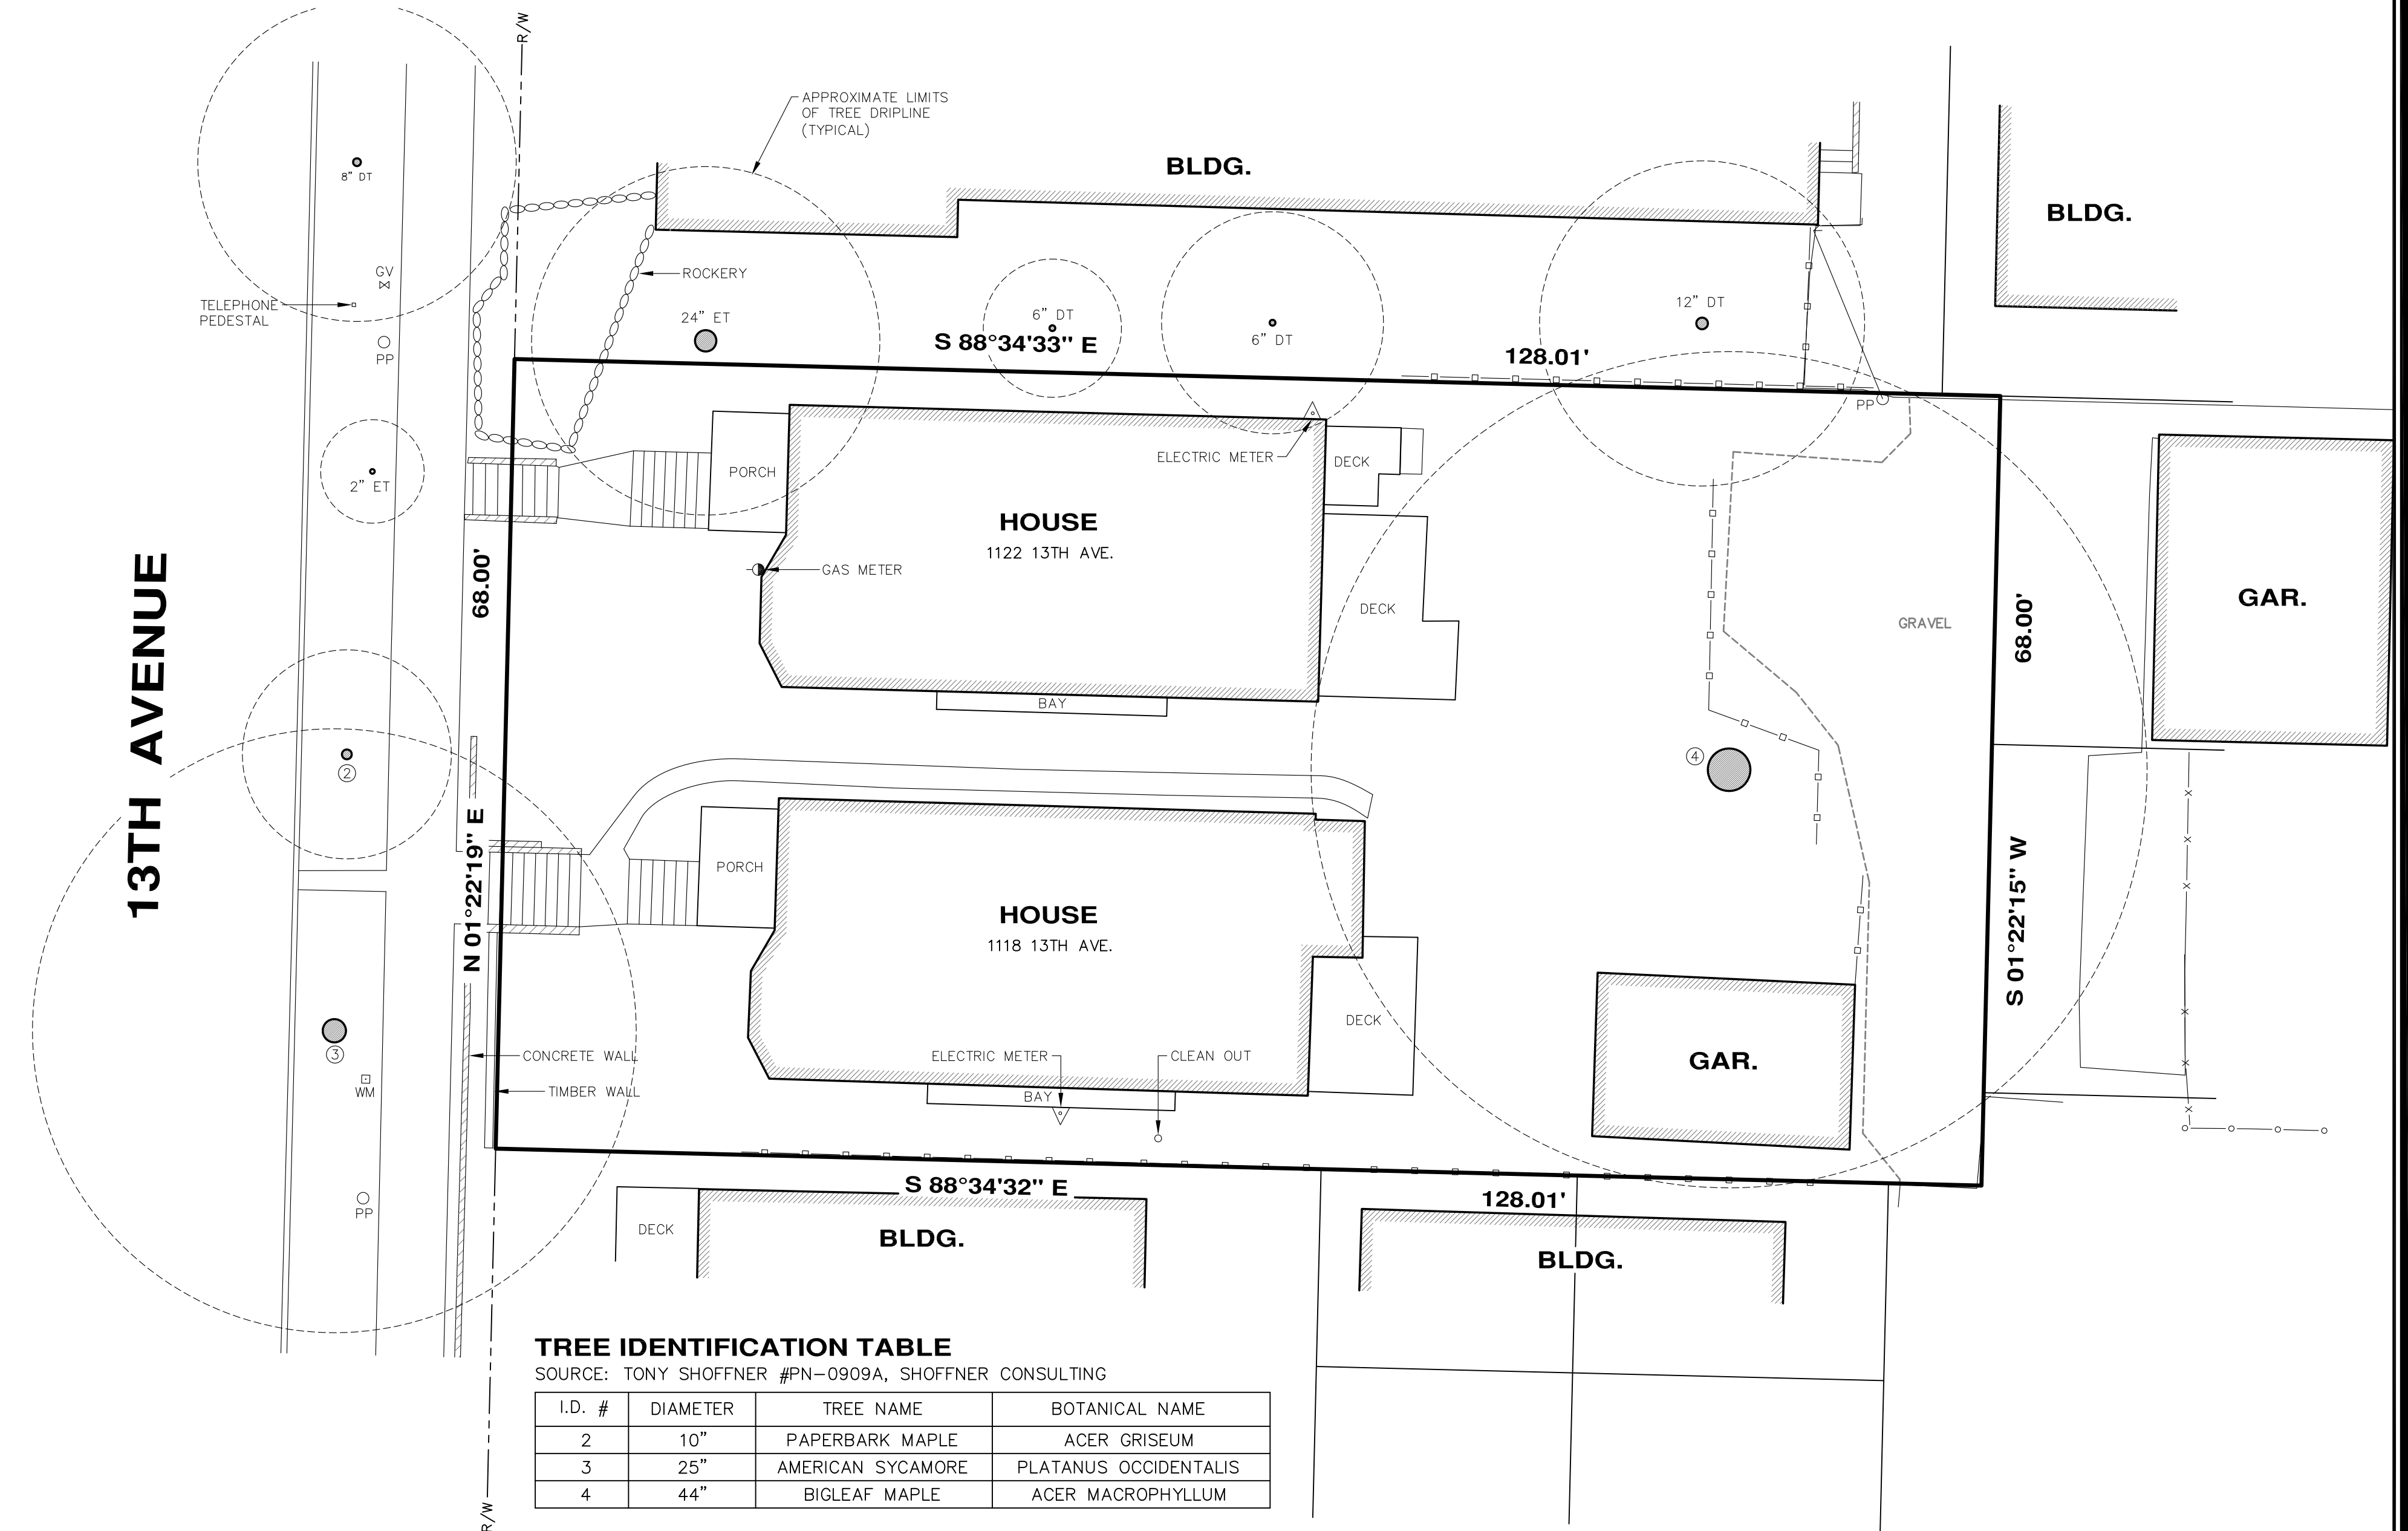 R/W
APPROXIMATE LIMITS
OF TREE DRIPLINE
(TYPICAL)
BLDG.
BLDG.
8" DT
GV
TELEPHONE
PEDESTAL
PP
ROCKERY
24" ET
6" DT
6" DT
12" DT
S 88°34'33" E
128.01'
PP
2" ET
PORCH
ELECTRIC METER
DECK
HOUSE
1122 13TH AVE.
GAS METER
DECK
BAY
68.00'
GRAVEL
68.00'
GAR.
13TH AVENUE
2
4
N 01°22'19" E
PORCH
HOUSE
1118 13TH AVE.
S 01°22'15" W
3
WM
CONCRETE WALL
TIMBER WALL
ELECTRIC METER
CLEAN OUT
DECK
BAY
GAR.
PP
S 88°34'32" E
128.01'
DECK
BLDG.
BLDG.
TREE IDENTIFICATION TABLE
SOURCE: TONY SHOFFNER #PN-0909A, SHOFFNER CONSULTING
I.D. # DIAMETER TREE NAME BOTANICAL NAME
2 10" PAPERBARK MAPLE ACER GRISEUM
3 25" AMERICAN SYCAMORE PLATANUS OCCIDENTALIS
4 44" BIGLEAF MAPLE ACER MACROPHYLLUM
R/W